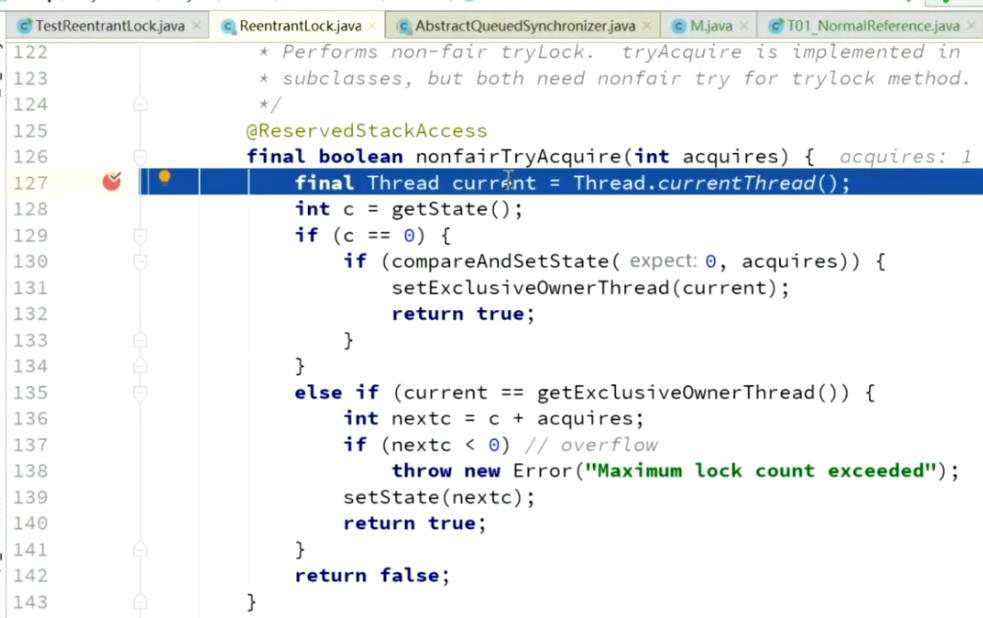 TestReentrantLock.java × ReentrantLock.java × AbstractQueuedSynchronizer.java × M.java × T01_NormalReference.java ×
122 * Performs non-fair tryLock.  tryAcquire is implemented in
123 * subclasses, but both need nonfair try for trylock method.
124 */
125 @ReservedStackAccess
126 final boolean nonfairTryAcquire(int acquires) {  acquires: 1
127 final Thread current = Thread.currentThread();
128 int c = getState();
129 if (c == 0) {
130 if (compareAndSetState( expect: 0, acquires)) {
131 setExclusiveOwnerThread(current);
132 return true;
133 }
134 }
135 else if (current == getExclusiveOwnerThread()) {
136 int nextc = c + acquires;
137 if (nextc < 0) // overflow
138 throw new Error("Maximum lock count exceeded");
139 setState(nextc);
140 return true;
141 }
142 return false;
143 }